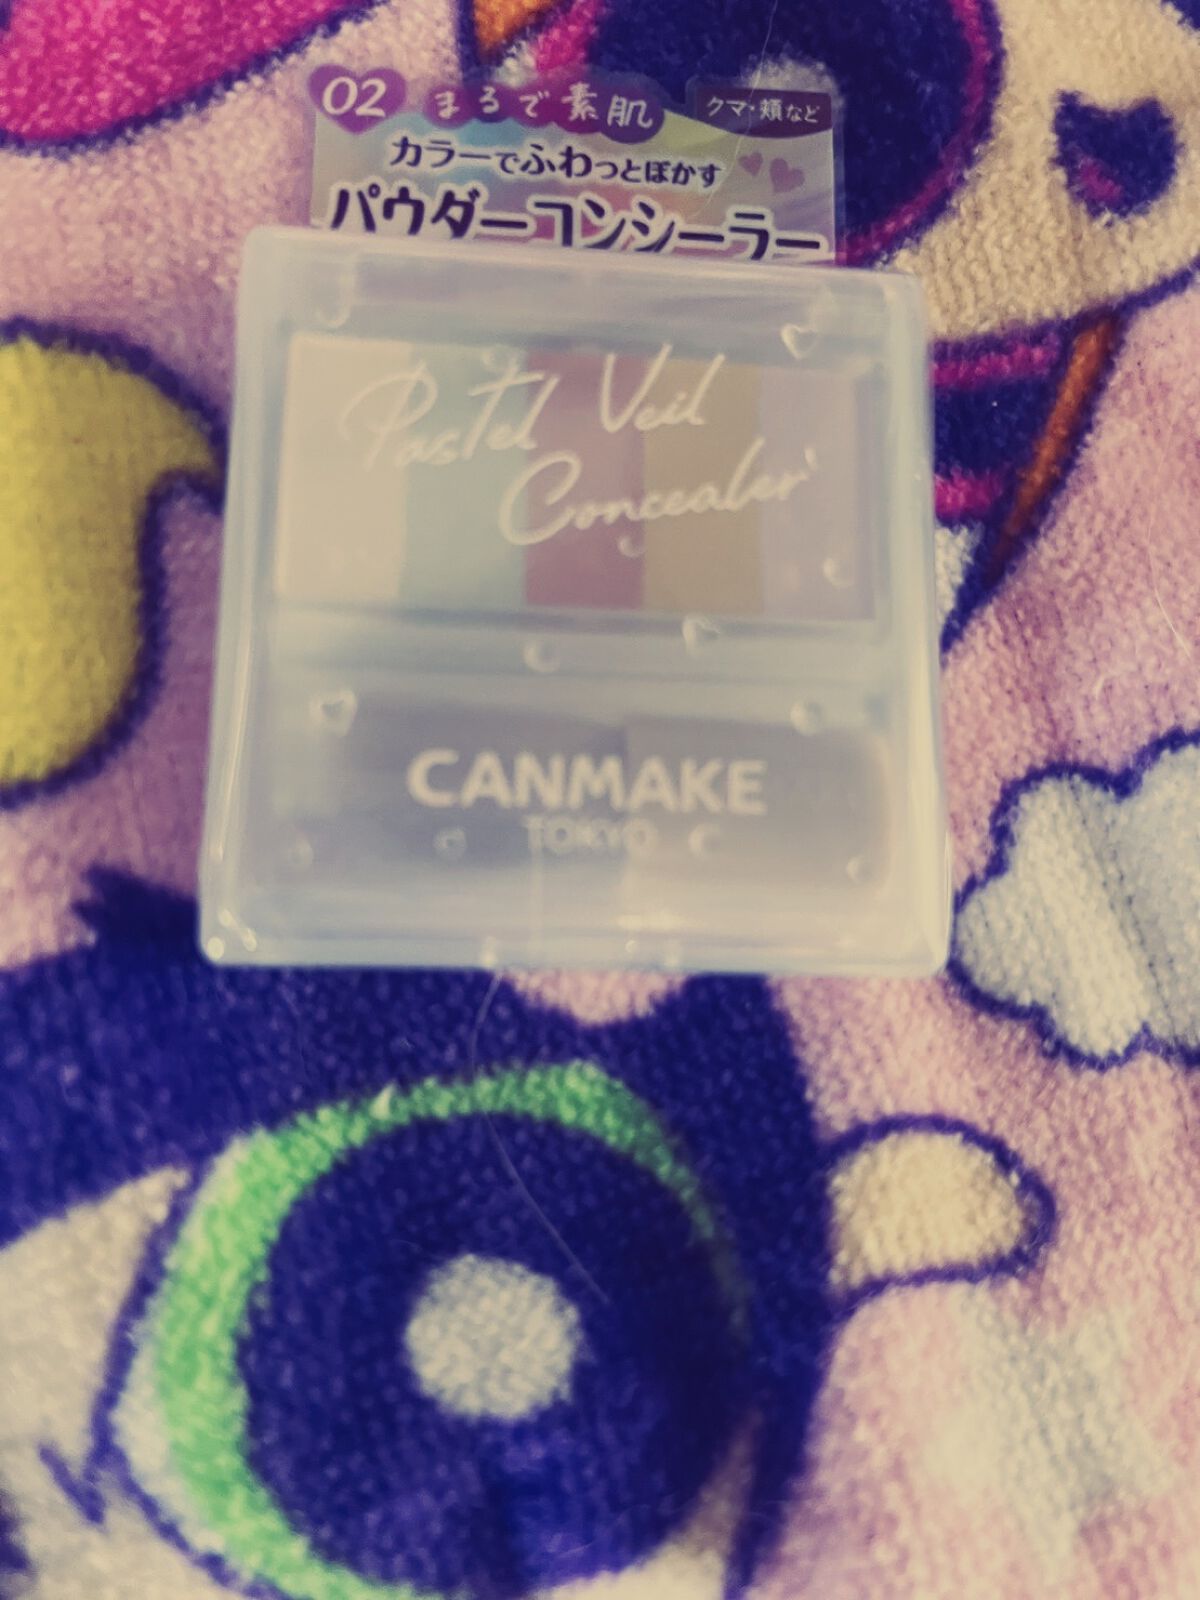 02 まるで素肌 クマ・頬など
カラーでふわっとぼかす
パウダーコンシーラー
Pastel Veil
Concealer
CANMAKE
TOKYO